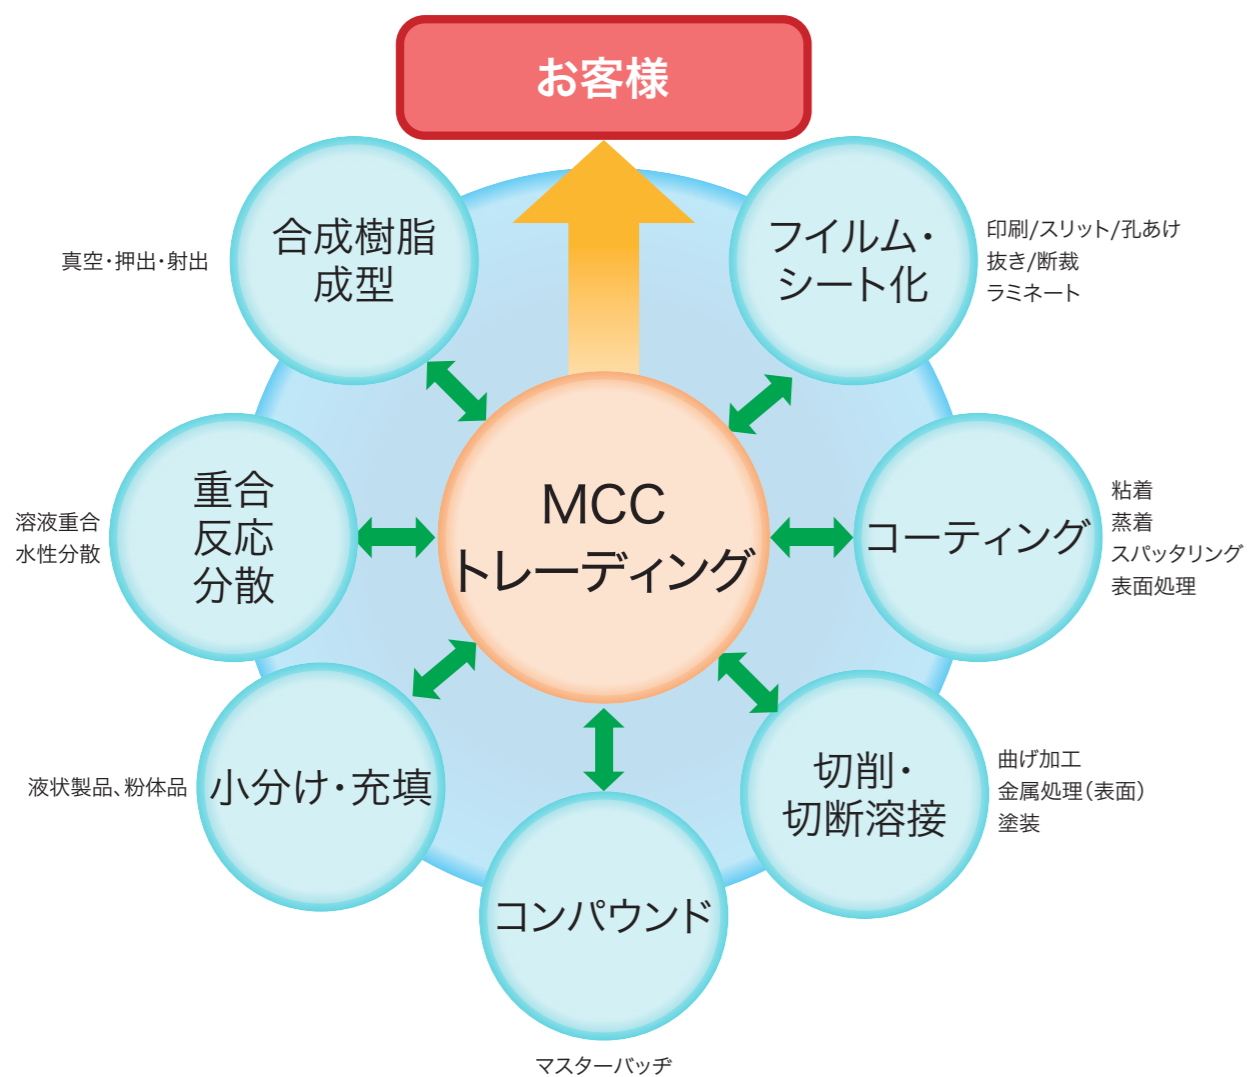 お客様
合成樹脂
成型
真空・押出・射出
フイルム・
シート化
印刷/スリット/孔あけ
抜き/断裁
ラミネート
重合
反応
分散
溶液重合
水性分散
MCC
トレーディング
コーティング
粘着
蒸着
スパッタリング
表面処理
小分け・充填
液状製品、粉体品
切削・
切断溶接
曲げ加工
金属処理（表面）
塗装
コンパウンド
マスターバッヂ